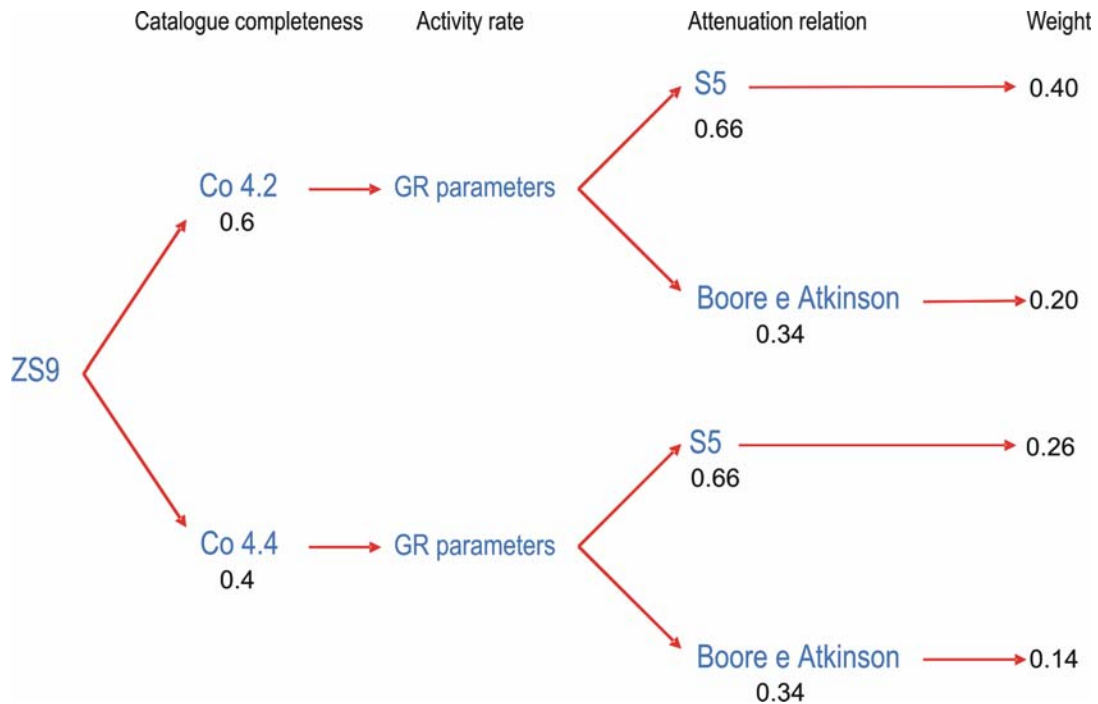 Catalogue completeness Activity rate Attenuation relation Weight
S5 0.40
0.66
Co 4.2 GR parameters
0.6
Boore e Atkinson 0.20
0.34
ZS9
S5 0.26
0.66
Co 4.4 GR parameters
0.4
Boore e Atkinson 0.14
0.34